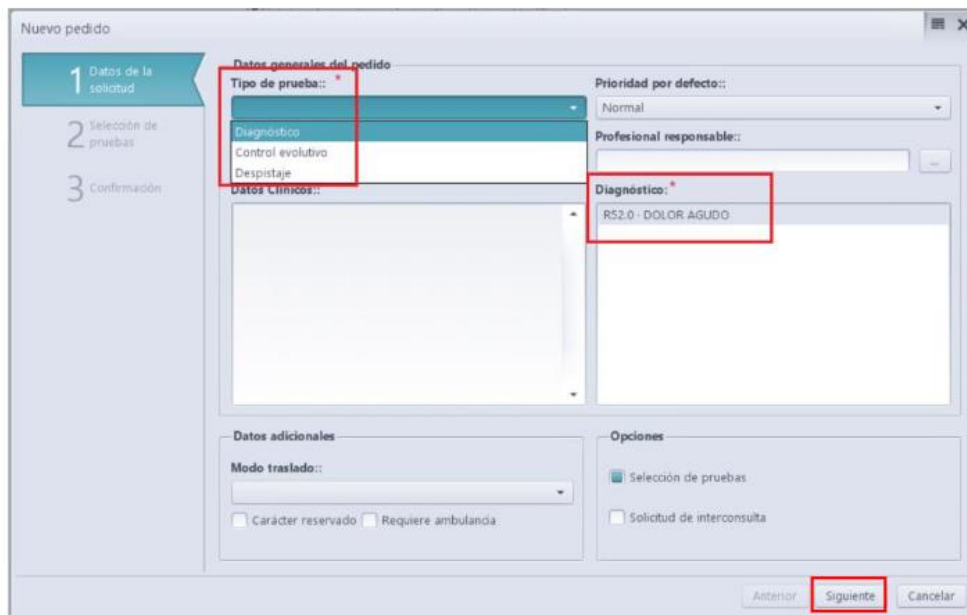 Nuevo pedido
1 Datos de la solicitud
2 Selección de pruebas
3 Confirmación
Datos generales del pedido
Tipo de prueba:: *
Prioridad por defecto::
Normal
Diagnóstico
Control evolutivo
Despistaje
Profesional responsable::
...
Datos Clínicos::
Diagnóstico: *
R52.0 - DOLOR AGUDO
Datos adicionales
Modo traslado::
Carácter reservado
Requiere ambulancia
Opciones
Selección de pruebas
Solicitud de interconsulta
Anterior
Siguiente
Cancelar